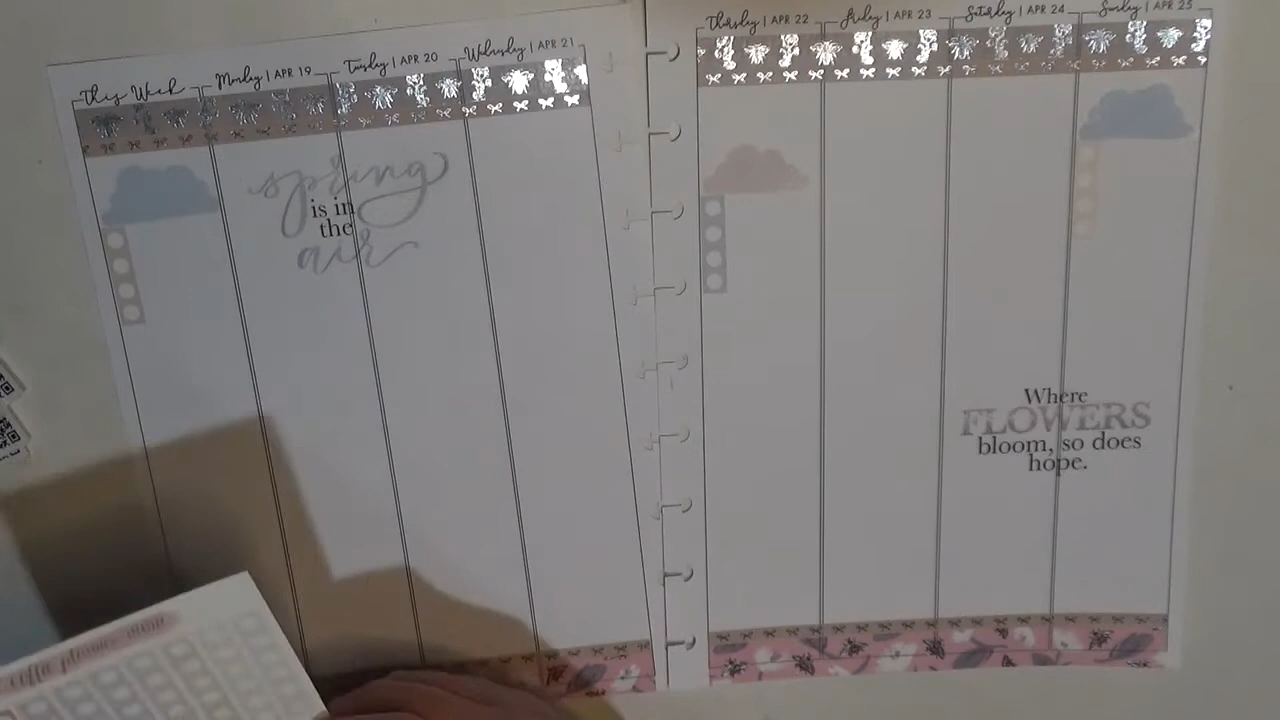 This Week
Monday | APR 19
Tuesday | APR 20
Wednesday | APR 21
spring
is in
the
air
Thursday | APR 22
Friday | APR 23
Saturday | APR 24
Sunday | APR 25
Where
FLOWERS
bloom, so does
hope.